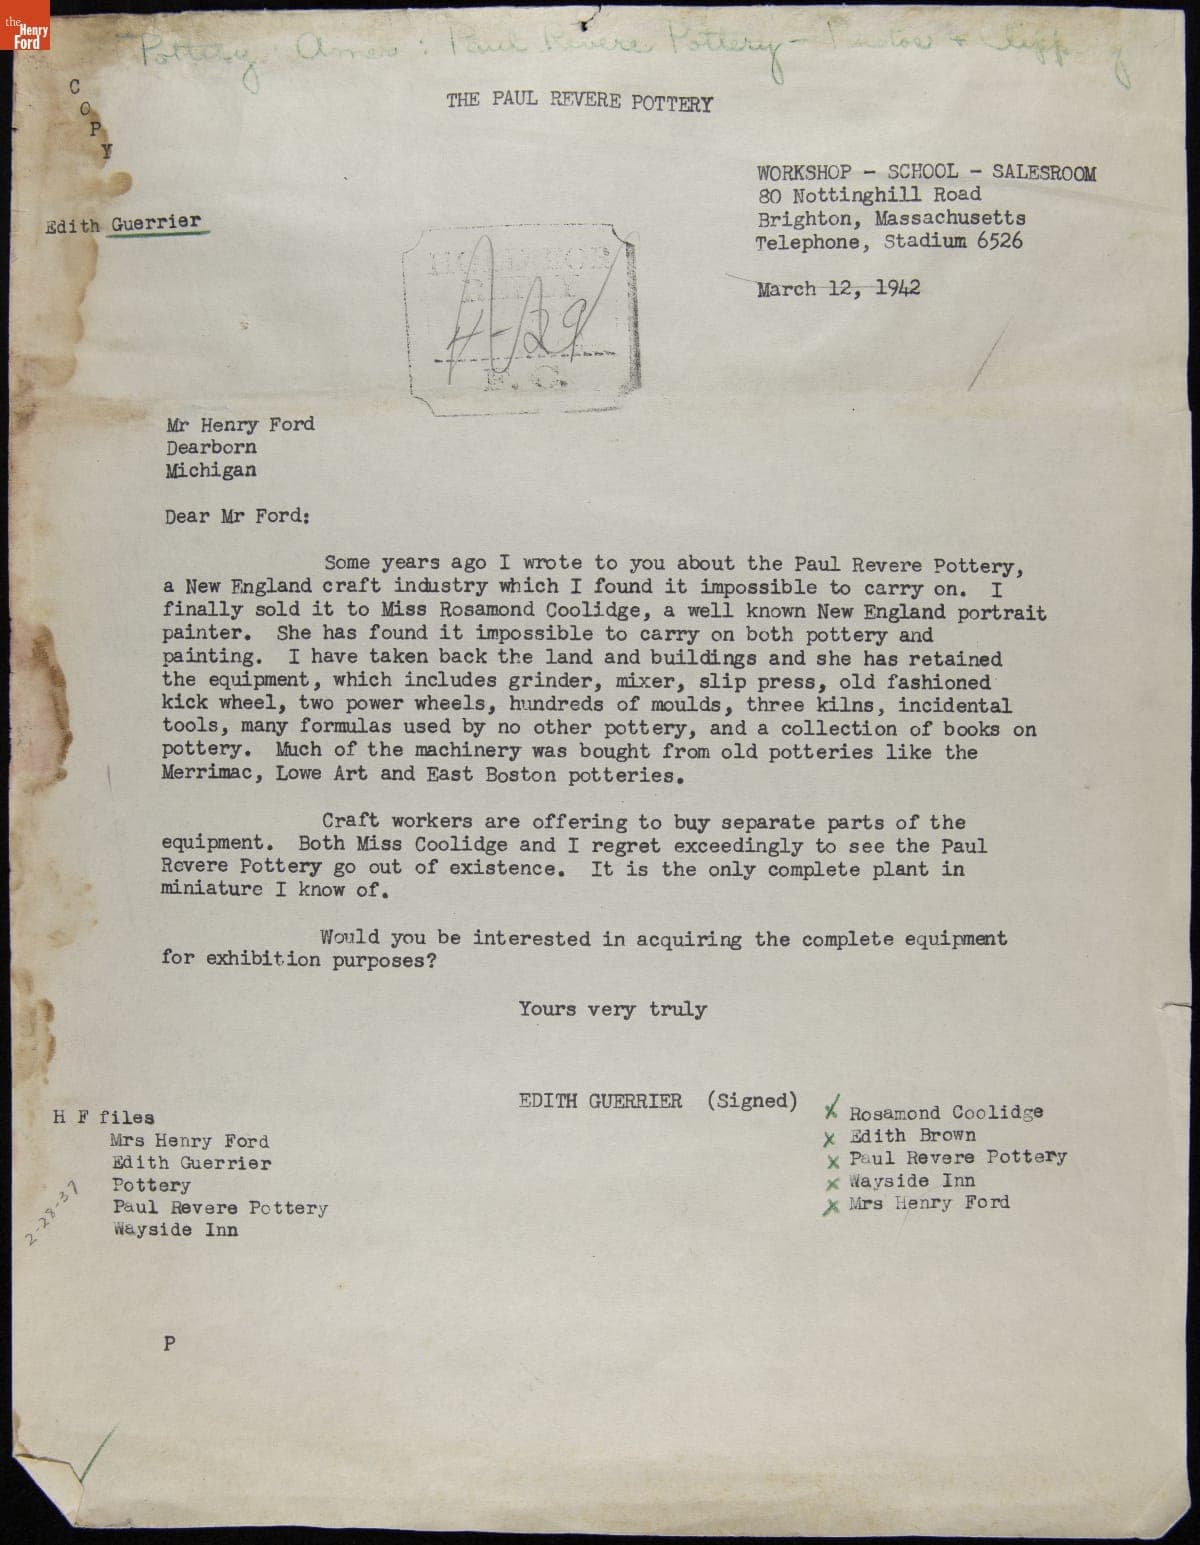 the
Henry
Ford
Pottery - Amer : Paul Revere Pottery - Photos + Clipping
C
O
P
Y
THE PAUL REVERE POTTERY
WORKSHOP - SCHOOL - SALESROOM
80 Nottinghill Road
Brighton, Massachusetts
Telephone, Stadium 6526
Edith Guerrier
March 12, 1942
HOLD FOR
REPLY
4-29
F. C.
Mr Henry Ford
Dearborn
Michigan
Dear Mr Ford:
Some years ago I wrote to you about the Paul Revere Pottery,
a New England craft industry which I found it impossible to carry on. I
finally sold it to Miss Rosamond Coolidge, a well known New England portrait
painter. She has found it impossible to carry on both pottery and
painting. I have taken back the land and buildings and she has retained
the equipment, which includes grinder, mixer, slip press, old fashioned
kick wheel, two power wheels, hundreds of moulds, three kilns, incidental
tools, many formulas used by no other pottery, and a collection of books on
pottery. Much of the machinery was bought from old potteries like the
Merrimac, Lowe Art and East Boston potteries.
Craft workers are offering to buy separate parts of the
equipment. Both Miss Coolidge and I regret exceedingly to see the Paul
Revere Pottery go out of existence. It is the only complete plant in
miniature I know of.
Would you be interested in acquiring the complete equipment
for exhibition purposes?
Yours very truly
EDITH GUERRIER (Signed)
H F files
Mrs Henry Ford
Edith Guerrier
Pottery
Paul Revere Pottery
Wayside Inn
2-28-37
x Rosamond Coolidge
x Edith Brown
x Paul Revere Pottery
x Wayside Inn
x Mrs Henry Ford
P